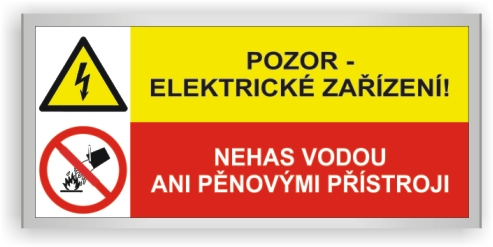 POZOR -
ELEKTRICKÉ ZAŘÍZENÍ!
NEHAS VODOU
ANI PĚNOVÝMI PŘÍSTROJI